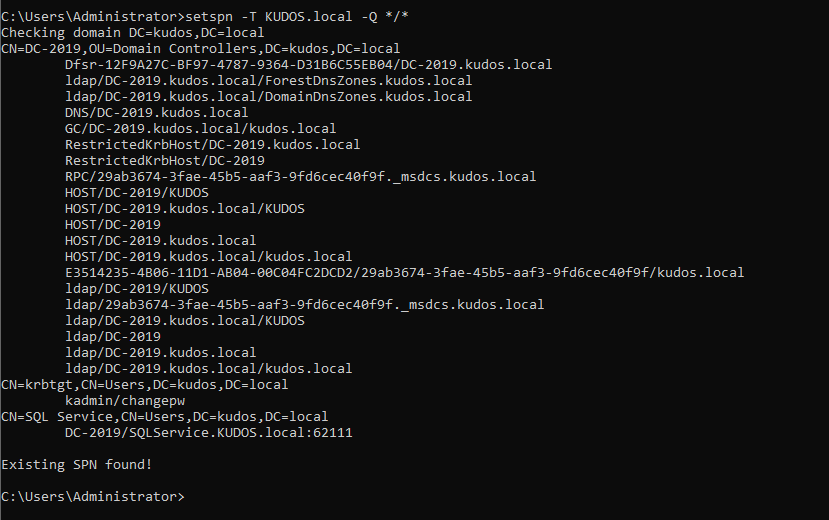 C:\Users\Administrator>setspn -T KUDOS.local -Q */*
Checking domain DC=kudos,DC=local
CN=DC-2019,OU=Domain Controllers,DC=kudos,DC=local
        Dfsr-12F9A27C-BF97-4787-9364-D31B6C55EB04/DC-2019.kudos.local
        ldap/DC-2019.kudos.local/ForestDnsZones.kudos.local
        ldap/DC-2019.kudos.local/DomainDnsZones.kudos.local
        DNS/DC-2019.kudos.local
        GC/DC-2019.kudos.local/kudos.local
        RestrictedKrbHost/DC-2019.kudos.local
        RestrictedKrbHost/DC-2019
        RPC/29ab3674-3fae-45b5-aaf3-9fd6cec40f9f._msdcs.kudos.local
        HOST/DC-2019/KUDOS
        HOST/DC-2019.kudos.local/KUDOS
        HOST/DC-2019
        HOST/DC-2019.kudos.local
        HOST/DC-2019.kudos.local/kudos.local
        E3514235-4B06-11D1-AB04-00C04FC2DCD2/29ab3674-3fae-45b5-aaf3-9fd6cec40f9f/kudos.local
        ldap/DC-2019/KUDOS
        ldap/29ab3674-3fae-45b5-aaf3-9fd6cec40f9f._msdcs.kudos.local
        ldap/DC-2019.kudos.local/KUDOS
        ldap/DC-2019
        ldap/DC-2019.kudos.local
        ldap/DC-2019.kudos.local/kudos.local
CN=krbtgt,CN=Users,DC=kudos,DC=local
        kadmin/changepw
CN=SQL Service,CN=Users,DC=kudos,DC=local
        DC-2019/SQLService.KUDOS.local:62111

Existing SPN found!

C:\Users\Administrator>